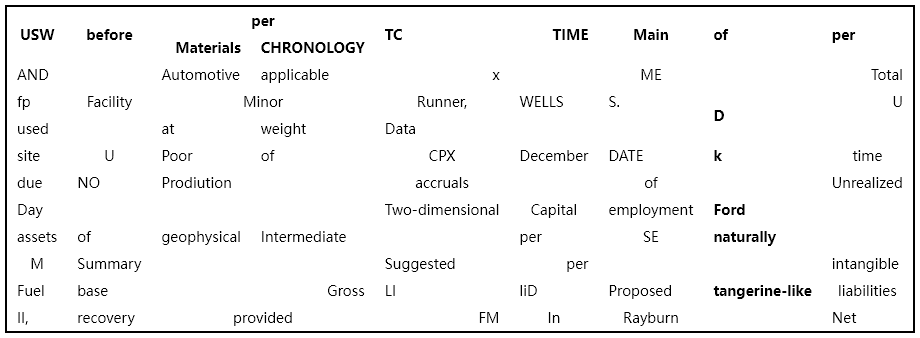 per
USW before Materials CHRONOLOGY TC TIME Main of per
AND Automotive applicable x ME Total
fp Facility Minor Runner, WELLS S. D U
used at weight Data
site U Poor of CPX December DATE k time
due NO Prodiution accruals of Unrealized
Day Two-dimensional Capital employment Ford
assets of geophysical Intermediate per SE naturally
M Summary Suggested per intangible
Fuel base Gross LI IiD Proposed tangerine-like liabilities
II, recovery provided FM In Rayburn Net